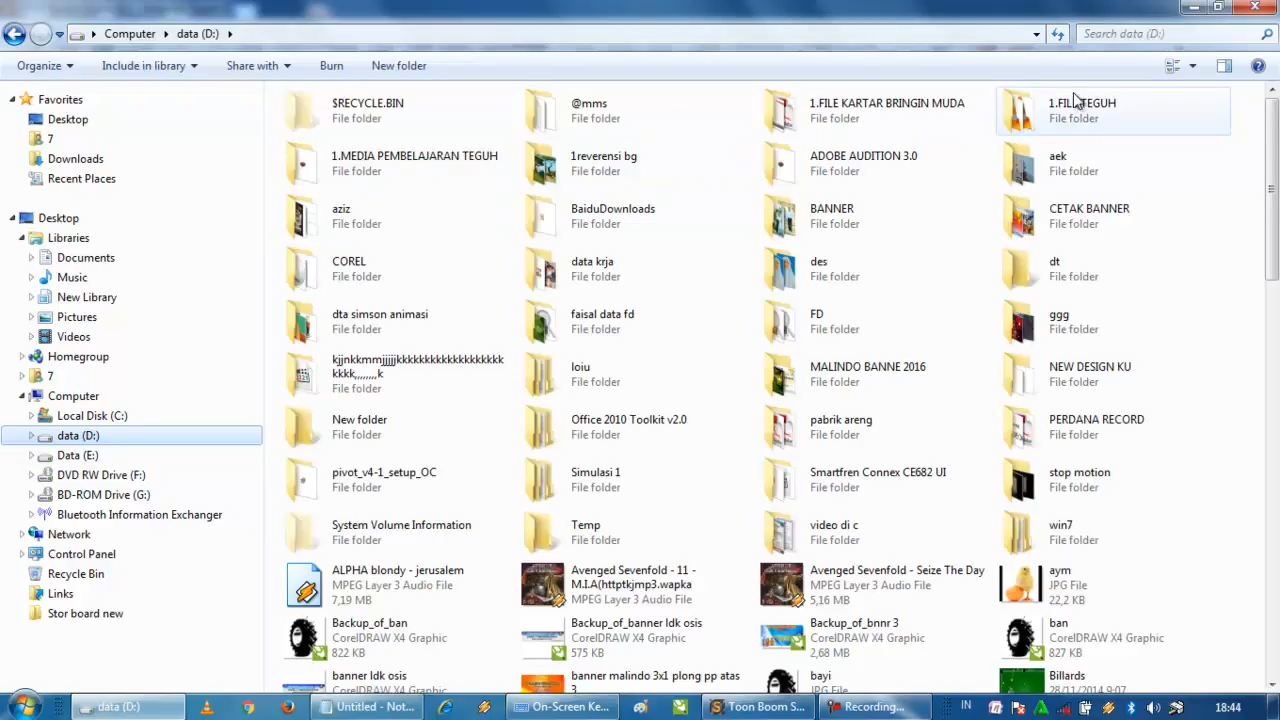 Computer data (D:) Search data (D:)
Organize Include in library Share with Burn New folder
Favorites
Desktop
7
Downloads
Recent Places
Desktop
Libraries
Documents
Music
New Library
Pictures
Videos
Homegroup
7
Computer
Local Disk (C:)
data (D:)
Data (E:)
DVD RW Drive (F:)
BD-ROM Drive (G:)
Bluetooth Information Exchanger
Network
Control Panel
Recycle Bin
Links
Stor board new
$RECYCLE.BIN
File folder
@mms
File folder
1.FILE KARTAR BRINGIN MUDA
File folder
1.FILE TEGUH
File folder
1.MEDIA PEMBELAJARAN TEGUH
File folder
1reverensi bg
File folder
ADOBE AUDITION 3.0
File folder
aek
File folder
aziz
File folder
BaiduDownloads
File folder
BANNER
File folder
CETAK BANNER
File folder
COREL
File folder
data krja
File folder
des
File folder
dt
File folder
dta simson animasi
File folder
faisal data fd
File folder
FD
File folder
ggg
File folder
kjjnkkmmjjjjjkkkkkkkkkkkkkkkkkkk
kkkk,,,,,,,,k
File folder
loiu
File folder
MALINDO BANNE 2016
File folder
NEW DESIGN KU
File folder
New folder
File folder
Office 2010 Toolkit v2.0
File folder
pabrik areng
File folder
PERDANA RECORD
File folder
pivot_v4-1_setup_OC
File folder
Simulasi 1
File folder
Smartfren Connex CE682 UI
File folder
stop motion
File folder
System Volume Information
File folder
Temp
File folder
video di c
File folder
win7
File folder
ALPHA blondy - jerusalem
MPEG Layer 3 Audio File
7,19 MB
Avenged Sevenfold - 11 -
M.I.A(httptkjmp3.wapka
MPEG Layer 3 Audio File
Avenged Sevenfold - Seize The Day
MPEG Layer 3 Audio File
5,16 MB
aym
JPG File
22,2 KB
Backup_of_ban
CorelDRAW X4 Graphic
822 KB
Backup_of_banner ldk osis
CorelDRAW X4 Graphic
575 KB
Backup_of_bnnr 3
CorelDRAW X4 Graphic
2,68 MB
ban
CorelDRAW X4 Graphic
827 KB
banner ldk osis
CorelDRAW X4 Graphic
banner malindo 3x1 plong pp atas
3
bayi
JPG File
Billards
28/11/2014 9:07
data (D:) Untitled - Not... On-Screen Ke... Toon Boom S... Recording... IN 18:44